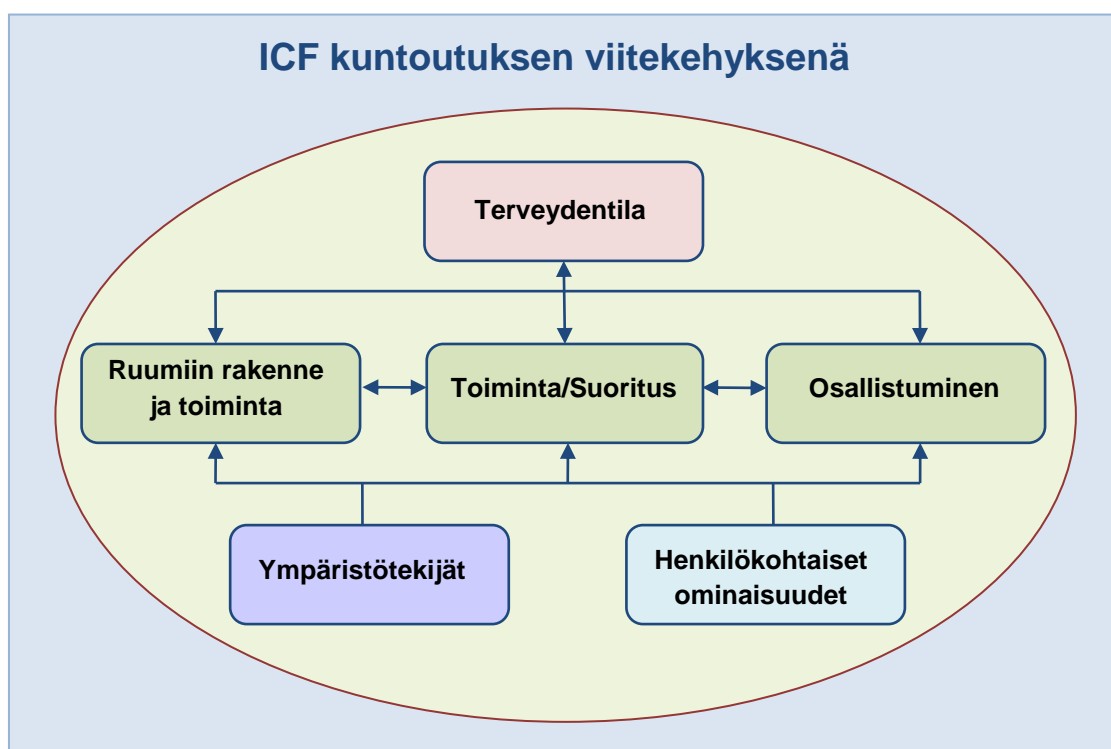 ICF kuntoutuksen viitekehyksenä
Terveydentila
Ruumiin rakenne
ja toiminta
Toiminta/Suoritus
Osallistuminen
Ympäristötekijät
Henkilökohtaiset
ominaisuudet